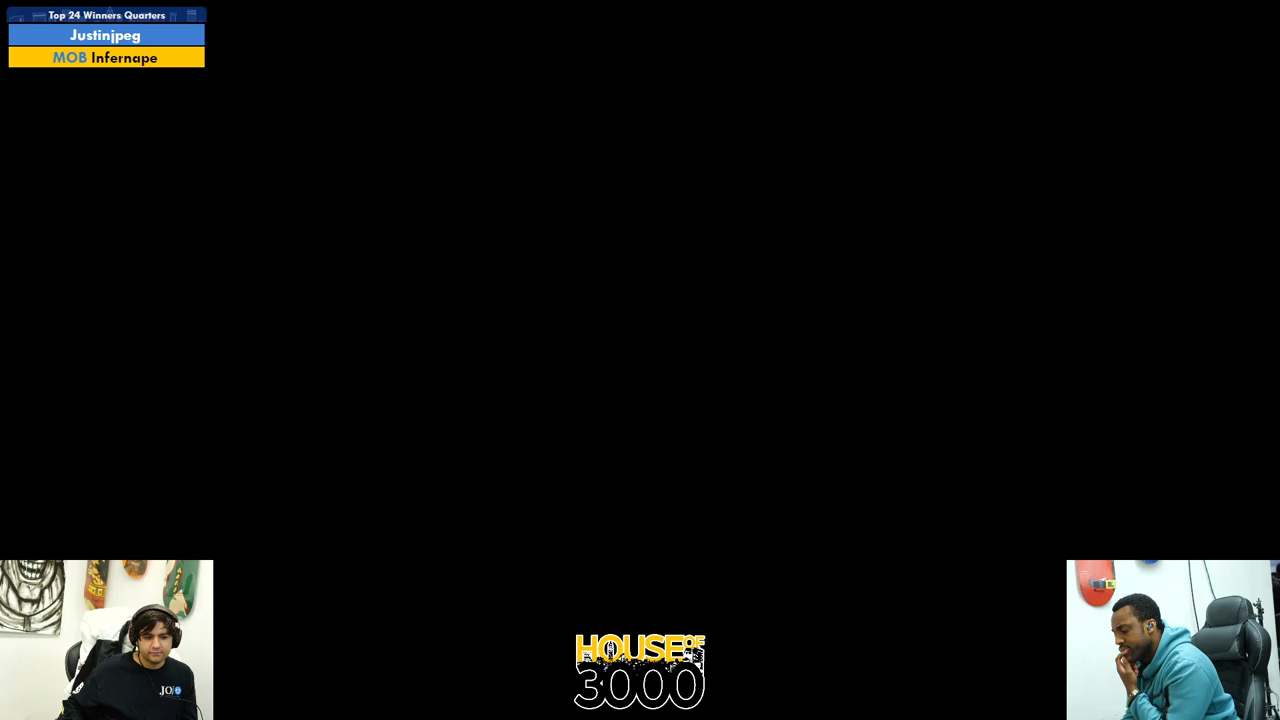 Top 24 Winners Quarters
Justinjpeg
MOB Infernape
HOUSE OF
3000